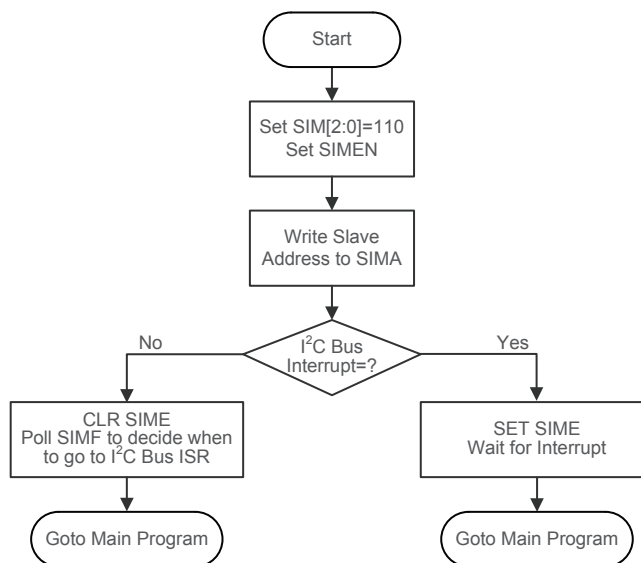 Start
Set SIM[2:0]=110
Set SIMEN
Write Slave
Address to SIMA
I²C Bus
Interrupt=?
No
Yes
CLR SIME
Poll SIMF to decide when
to go to I²C Bus ISR
SET SIME
Wait for Interrupt
Goto Main Program
Goto Main Program